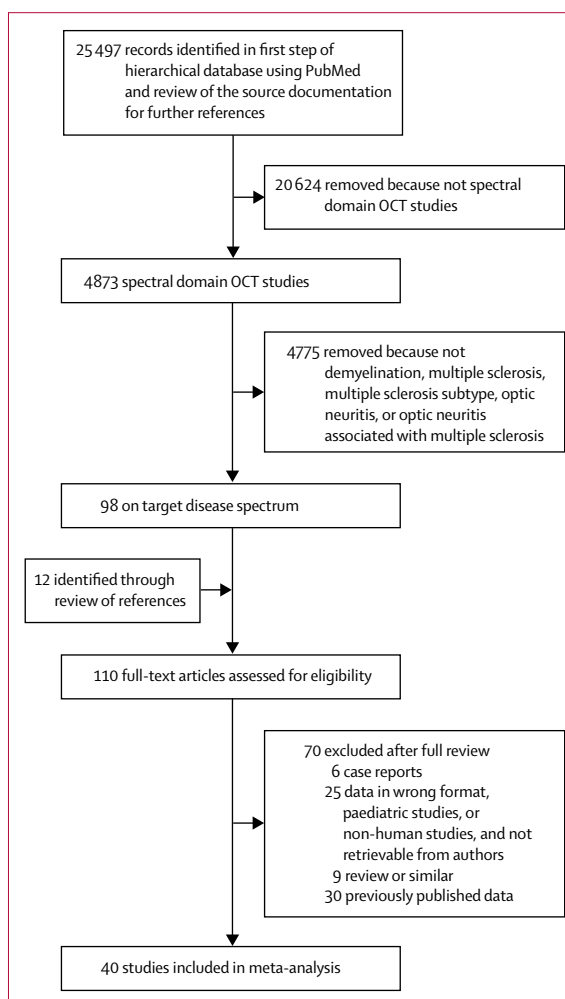 25 497 records identified in first step of
hierarchical database using PubMed
and review of the source documentation
for further references
20 624 removed because not spectral
domain OCT studies
4873 spectral domain OCT studies
4775 removed because not
demyelination, multiple sclerosis,
multiple sclerosis subtype, optic
neuritis, or optic neuritis
associated with multiple sclerosis
98 on target disease spectrum
12 identified through
review of references
110 full-text articles assessed for eligibility
70 excluded after full review
6 case reports
25 data in wrong format,
paediatric studies, or
non-human studies, and not
retrievable from authors
9 review or similar
30 previously published data
40 studies included in meta-analysis